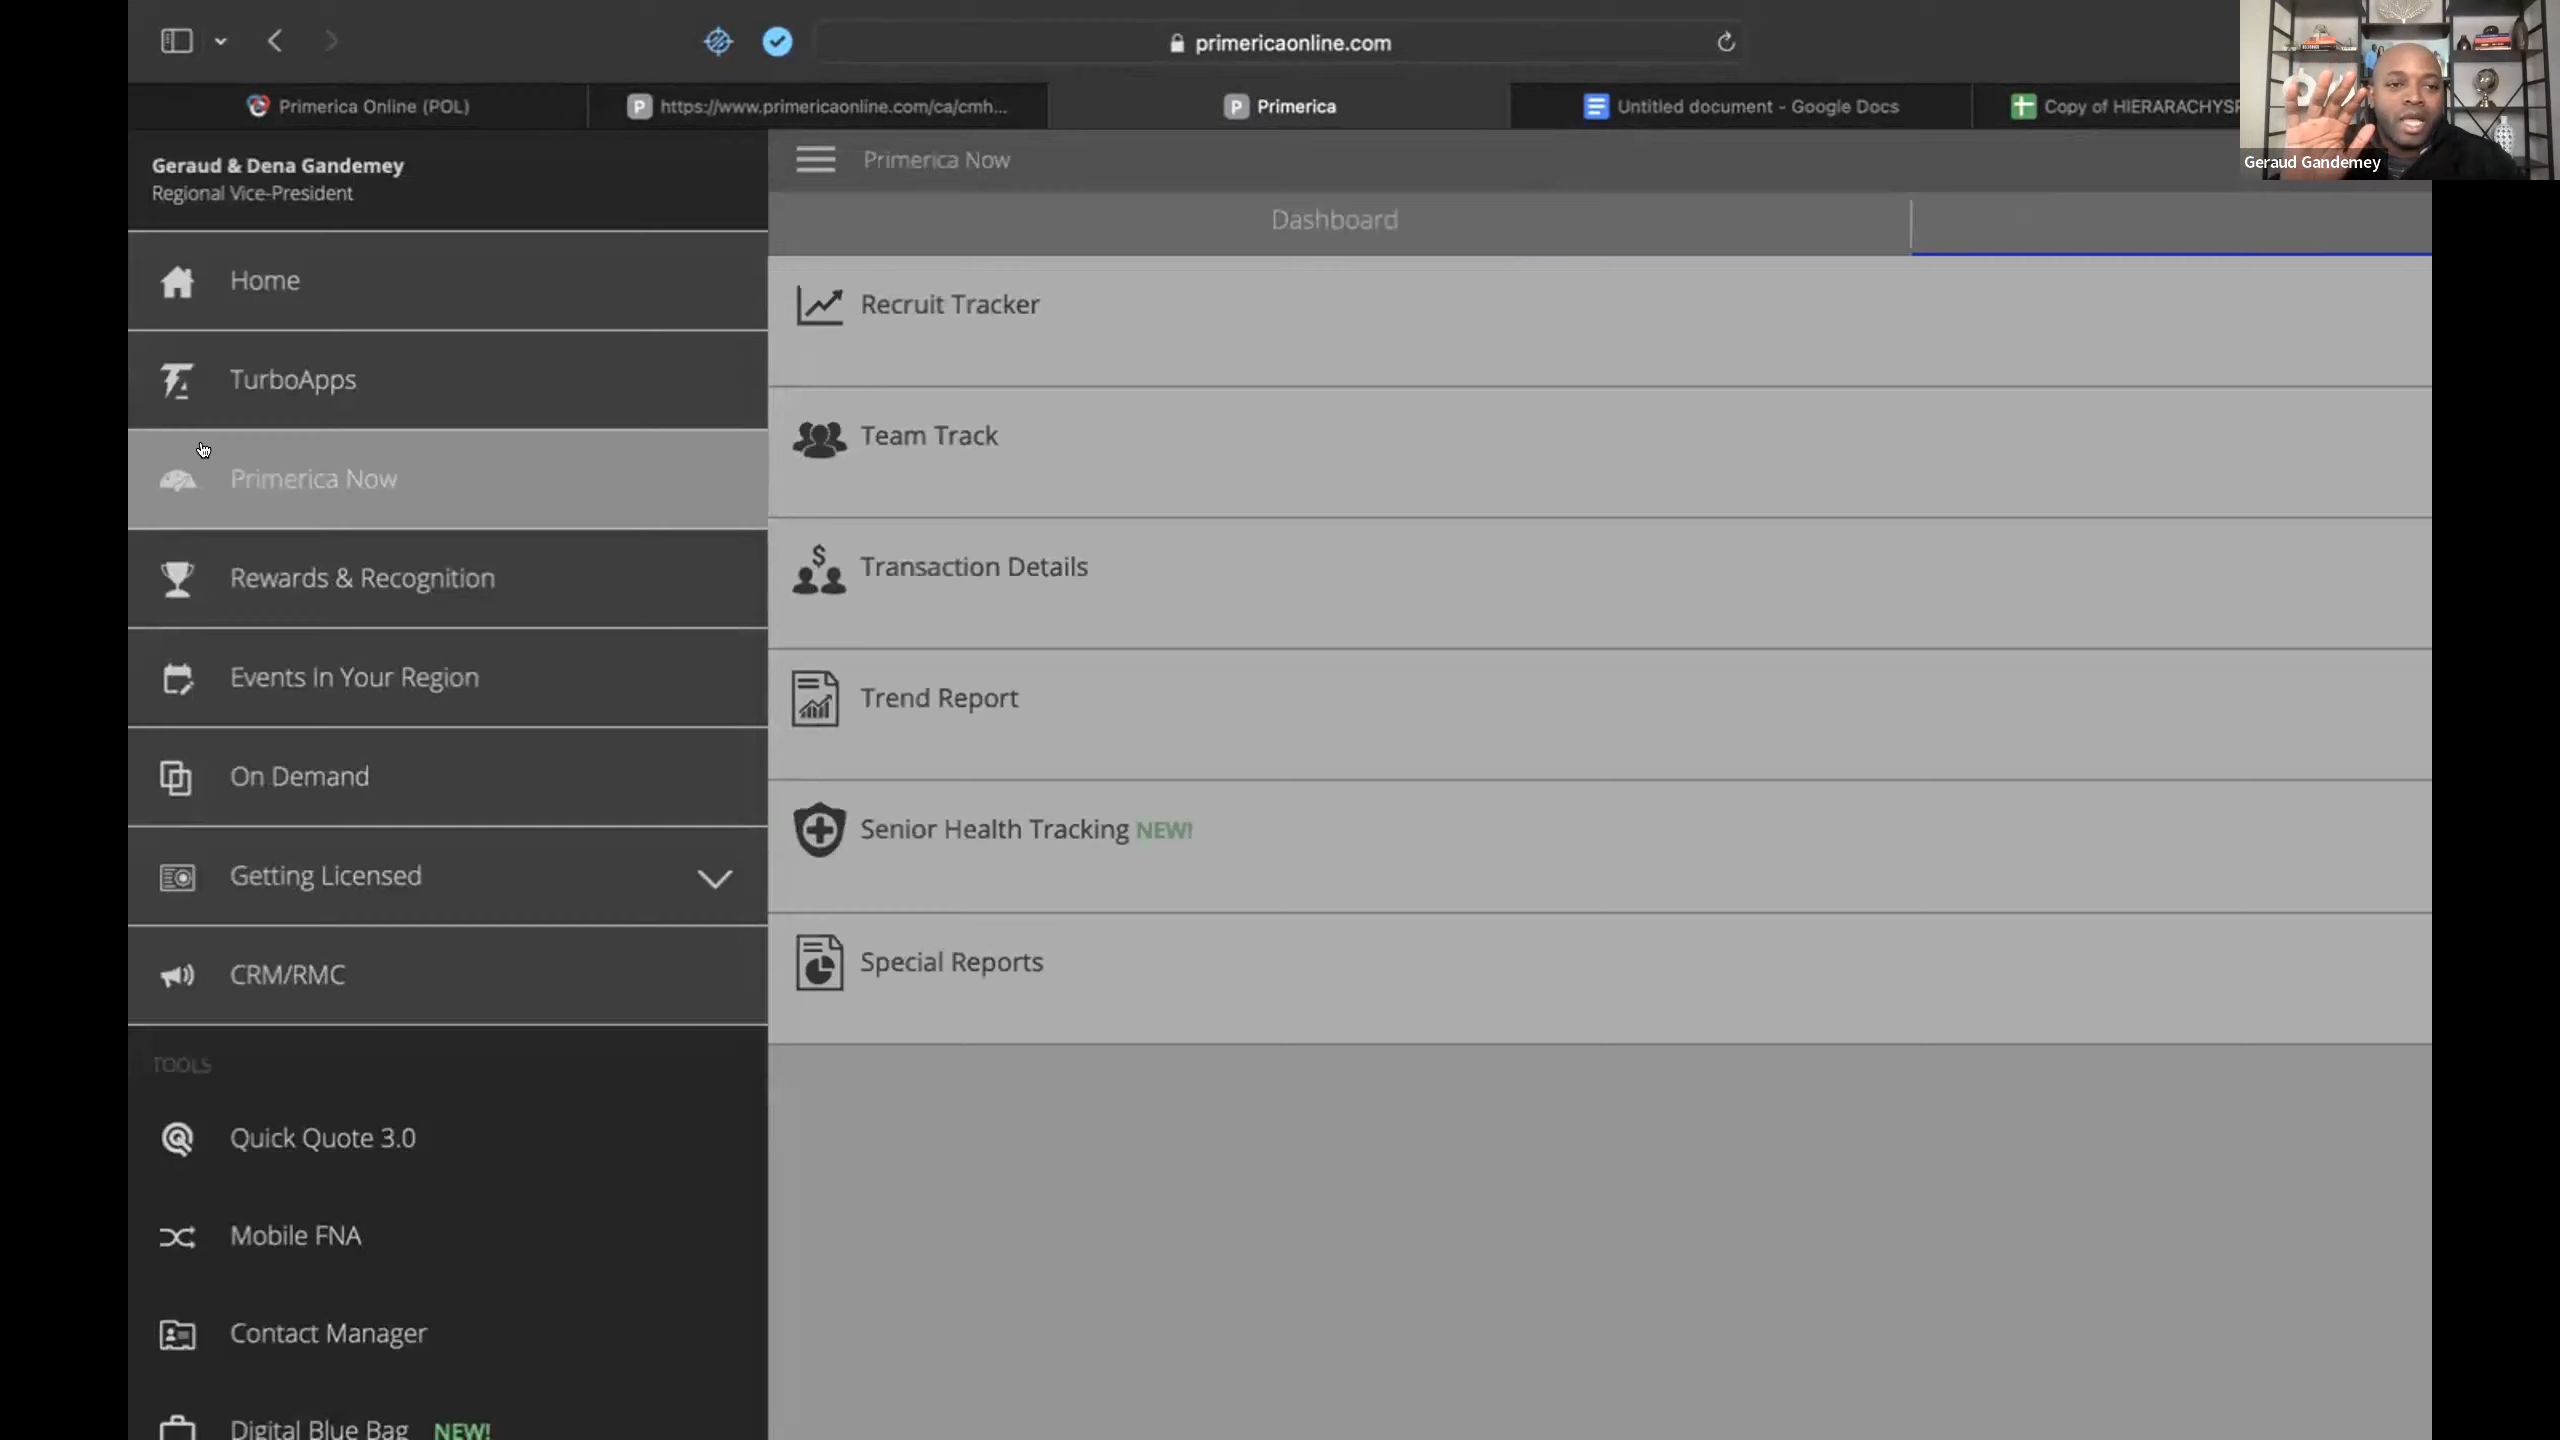 primericaonline.com
Primerica Online (POL)
https://www.primericaonline.com/ca/cmh...
Primerica
Untitled document - Google Docs
Copy of HIERARACHYSF
Geraud Gandemey
Geraud & Dena Gandemey
Regional Vice-President
Home
TurboApps
Primerica Now
Rewards & Recognition
Events In Your Region
On Demand
Getting Licensed
CRM/RMC
TOOLS
Quick Quote 3.0
Mobile FNA
Contact Manager
Digital Blue Bag NEW!
Primerica Now
Dashboard
Recruit Tracker
Team Track
Transaction Details
Trend Report
Senior Health Tracking NEW!
Special Reports